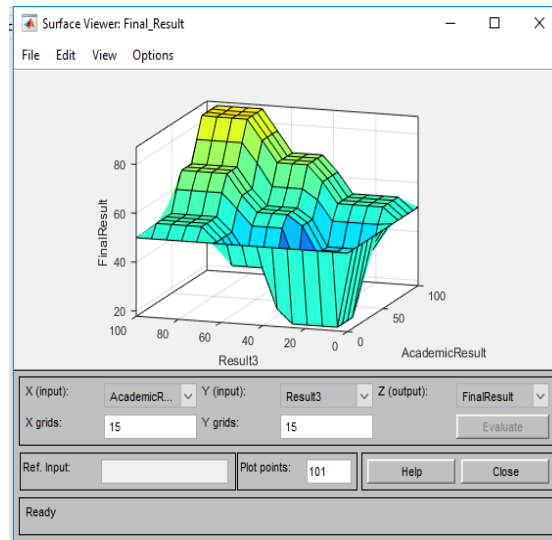 Surface Viewer: Final_Result
File Edit View Options
80
60
40
20
FinalResult
100 80 60 40 20 0
Result3
0 50 100
AcademicResult
X (input): AcademicR... Y (input): Result3 Z (output): FinalResult
X grids: 15 Y grids: 15 Evaluate
Ref. Input: Plot points: 101 Help Close
Ready